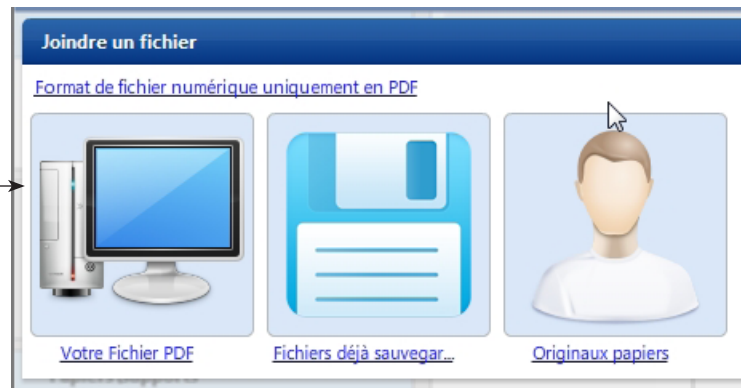 Joindre un fichier
Format de fichier numérique uniquement en PDF
Votre Fichier PDF
Fichiers déjà sauvegar...
Originaux papiers